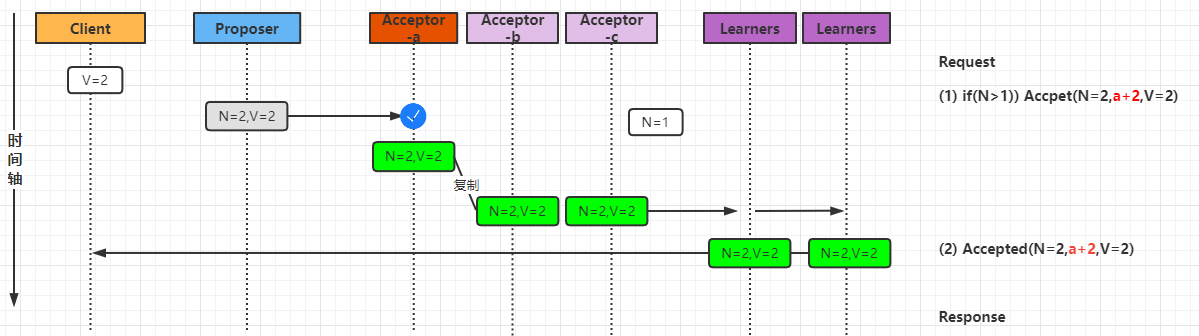 Client
Proposer
Acceptor
-a
Acceptor
-b
Acceptor
-c
Learners
Learners
Request
V=2
(1) if(N>1)) Accpet(N=2,a+2,V=2)
N=2,V=2
N=1
时
间
轴
N=2,V=2
复制
N=2,V=2
N=2,V=2
(2) Accepted(N=2,a+2,V=2)
N=2,V=2
N=2,V=2
Response